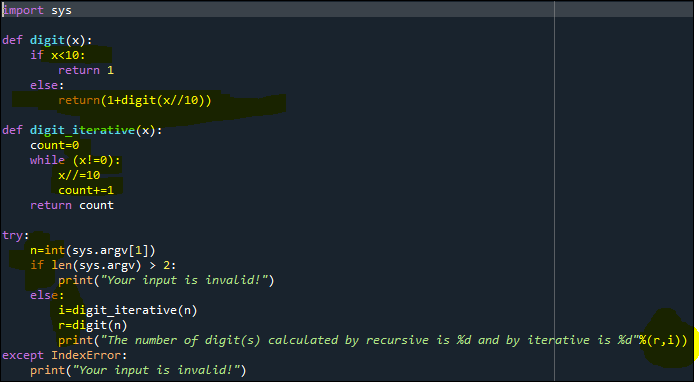 import sys

def digit(x):
    if x<10:
        return 1
    else:
        return(1+digit(x//10))

def digit_iterative(x):
    count=0
    while (x!=0):
        x//=10
        count+=1
    return count

try:
    n=int(sys.argv[1])
    if len(sys.argv) > 2:
        print("Your input is invalid!")
    else:
        i=digit_iterative(n)
        r=digit(n)
        print("The number of digit(s) calculated by recursive is %d and by iterative is %d"%(r,i))
except IndexError:
    print("Your input is invalid!")